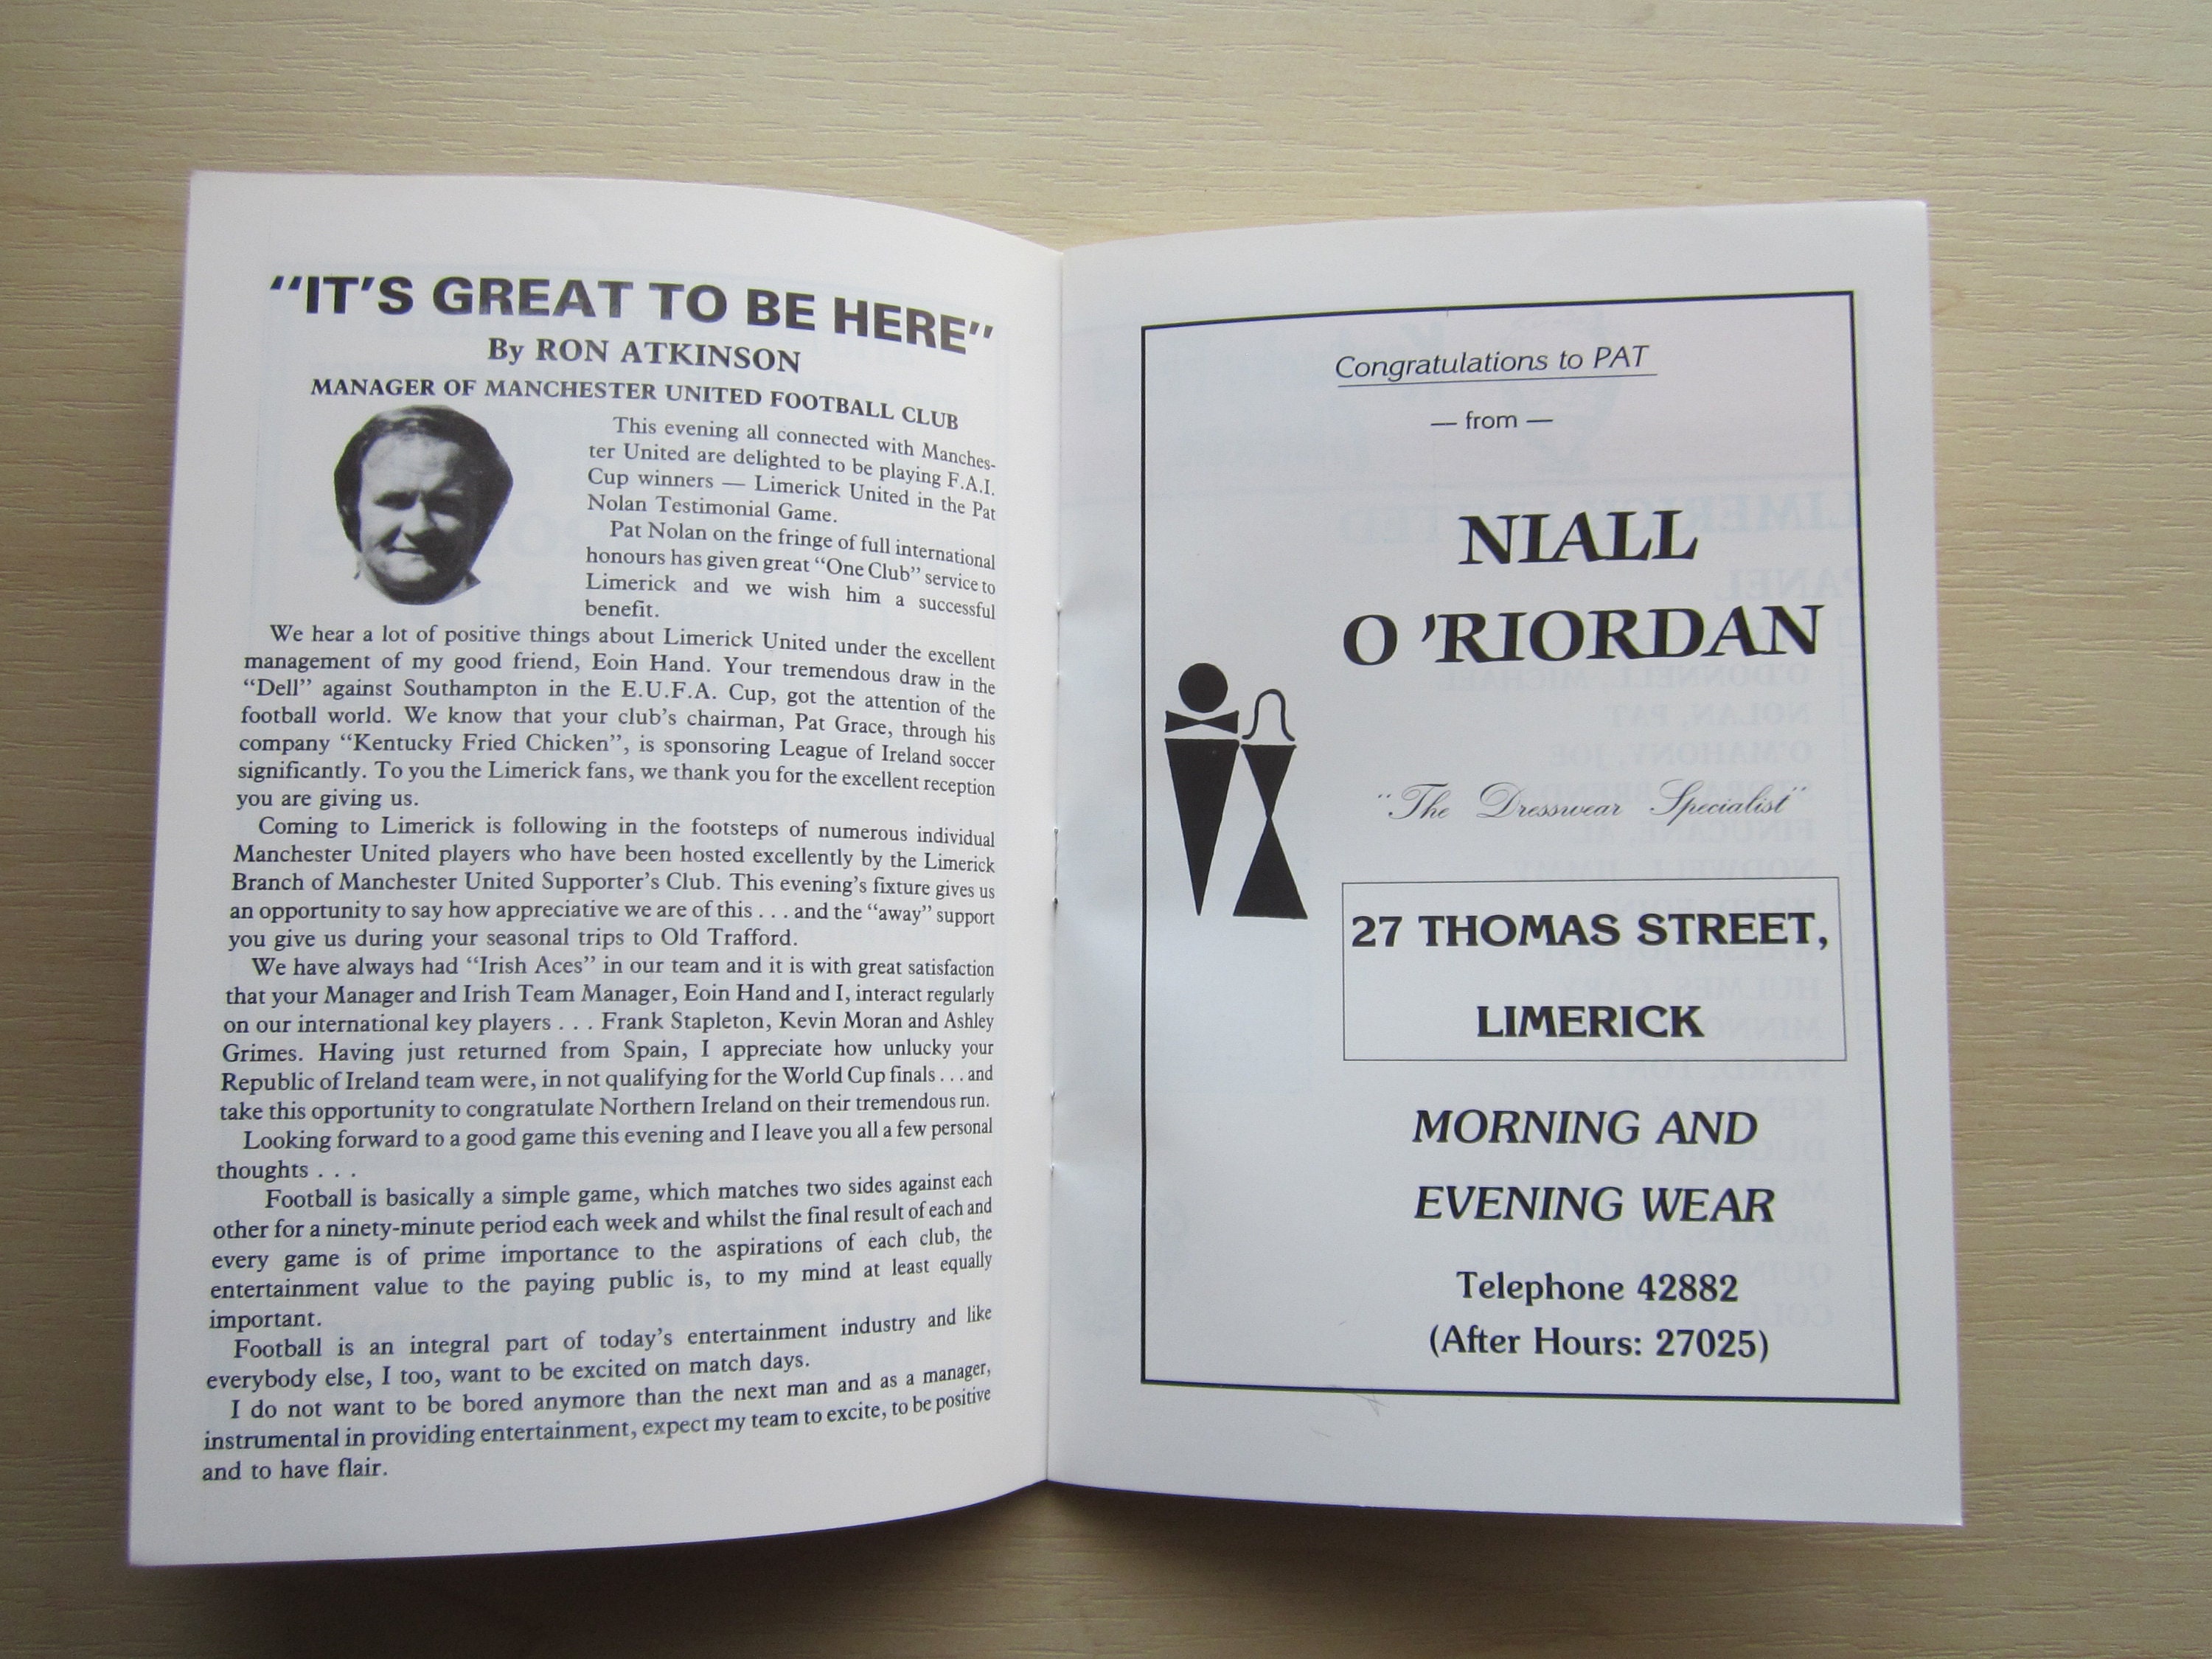 "IT'S GREAT TO BE HERE"
By RON ATKINSON
MANAGER OF MANCHESTER UNITED FOOTBALL CLUB
This evening all connected with Manches-
ter United are delighted to be playing F.A.I.
Cup winners — Limerick United in the Pat
Nolan Testimonial Game.
Pat Nolan on the fringe of full international
honours has given great "One Club" service to
Limerick and we wish him a successful
benefit.
We hear a lot of positive things about Limerick United under the excellent
management of my good friend, Eoin Hand. Your tremendous draw in the
"Dell" against Southampton in the E.U.F.A. Cup, got the attention of the
football world. We know that your club's chairman, Pat Grace, through his
company "Kentucky Fried Chicken", is sponsoring League of Ireland soccer
significantly. To you the Limerick fans, we thank you for the excellent reception
you are giving us.
Coming to Limerick is following in the footsteps of numerous individual
Manchester United players who have been hosted excellently by the Limerick
Branch of Manchester United Supporter's Club. This evening's fixture gives us
an opportunity to say how appreciative we are of this . . . and the "away" support
you give us during your seasonal trips to Old Trafford.
We have always had "Irish Aces" in our team and it is with great satisfaction
that your Manager and Irish Team Manager, Eoin Hand and I, interact regularly
on our international key players . . . Frank Stapleton, Kevin Moran and Ashley
Grimes. Having just returned from Spain, I appreciate how unlucky your
Republic of Ireland team were, in not qualifying for the World Cup finals . . . and
take this opportunity to congratulate Northern Ireland on their tremendous run.
Looking forward to a good game this evening and I leave you all a few personal
thoughts . . .
Football is basically a simple game, which matches two sides against each
other for a ninety-minute period each week and whilst the final result of each and
every game is of prime importance to the aspirations of each club, the
entertainment value to the paying public is, to my mind at least equally
important.
Football is an integral part of today's entertainment industry and like
everybody else, I too, want to be excited on match days.
I do not want to be bored anymore than the next man and as a manager,
instrumental in providing entertainment, expect my team to excite, to be positive
and to have flair.
Congratulations to PAT
— from —
NIALL
O 'RIORDAN
"The Dresswear Specialist"
27 THOMAS STREET,
LIMERICK
MORNING AND
EVENING WEAR
Telephone 42882
(After Hours: 27025)